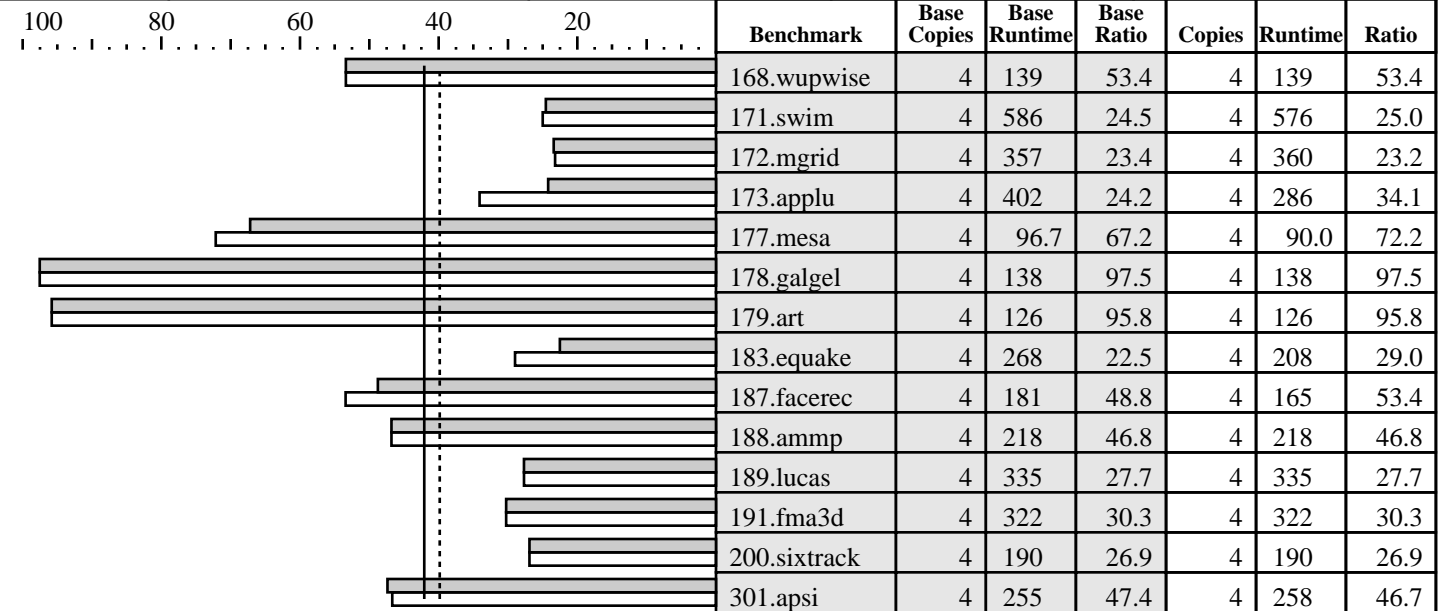 100 80 60 40 20
Benchmark Base Copies Base Runtime Base Ratio Copies Runtime Ratio
168.wupwise 4 139 53.4 4 139 53.4
171.swim 4 586 24.5 4 576 25.0
172.mgrid 4 357 23.4 4 360 23.2
173.applu 4 402 24.2 4 286 34.1
177.mesa 4 96.7 67.2 4 90.0 72.2
178.galgel 4 138 97.5 4 138 97.5
179.art 4 126 95.8 4 126 95.8
183.equake 4 268 22.5 4 208 29.0
187.facerec 4 181 48.8 4 165 53.4
188.ammp 4 218 46.8 4 218 46.8
189.lucas 4 335 27.7 4 335 27.7
191.fma3d 4 322 30.3 4 322 30.3
200.sixtrack 4 190 26.9 4 190 26.9
301.apsi 4 255 47.4 4 258 46.7